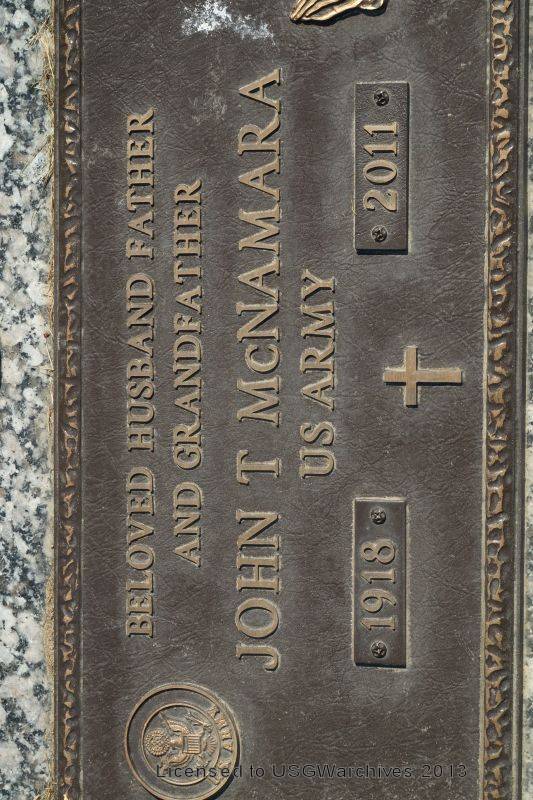 BELOVED HUSBAND FATHER
AND GRANDFATHER
JOHN T MCNAMARA
US ARMY
1918
2011
Licensed to USGWarchives 2013